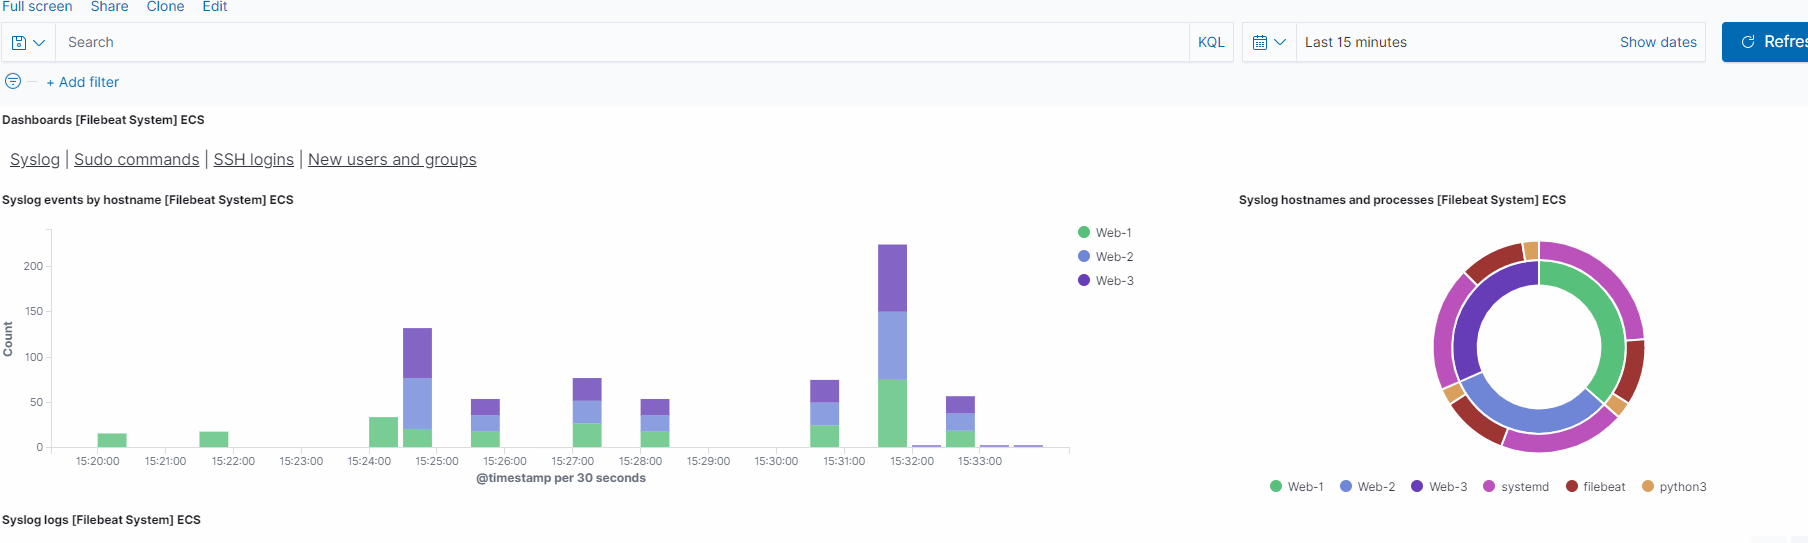 Full screen Share Clone Edit
Search KQL Last 15 minutes Show dates Refres
+ Add filter
Dashboards [Filebeat System] ECS
Syslog | Sudo commands | SSH logins | New users and groups
Syslog events by hostname [Filebeat System] ECS
200
150
100
50
0
Count
15:20:00 15:21:00 15:22:00 15:23:00 15:24:00 15:25:00 15:26:00 15:27:00 15:28:00 15:29:00 15:30:00 15:31:00 15:32:00 15:33:00
@timestamp per 30 seconds
Web-1
Web-2
Web-3
Syslog hostnames and processes [Filebeat System] ECS
Web-1 Web-2 Web-3 systemd filebeat python3
Syslog logs [Filebeat System] ECS